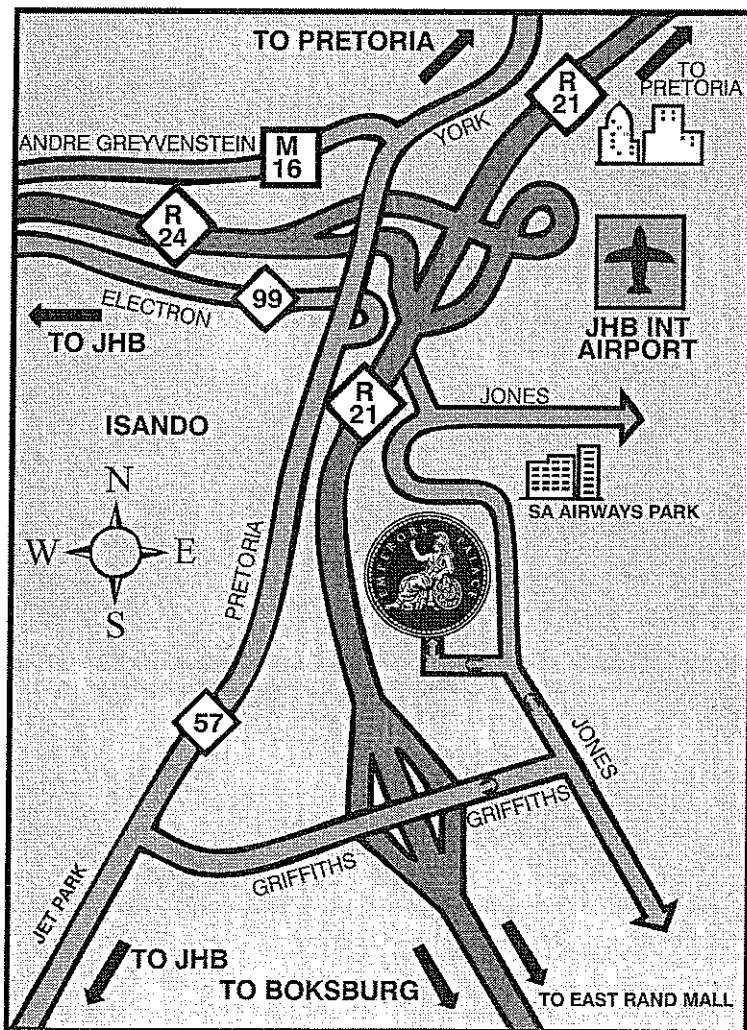 TO PRETORIA
TO
PRETORIA
R
21
ANDRE GREYVENSTEIN
M
16
YORK
R
24
ELECTRON
99
TO JHB
JHB INT
AIRPORT
R
21
JONES
ISANDO
SA AIRWAYS PARK
N
W
E
S
PRETORIA
EMPERORS PALACE
57
JONES
GRIFFITHS
GRIFFITHS
JET PARK
TO JHB
TO BOKSBURG
TO EAST RAND MALL